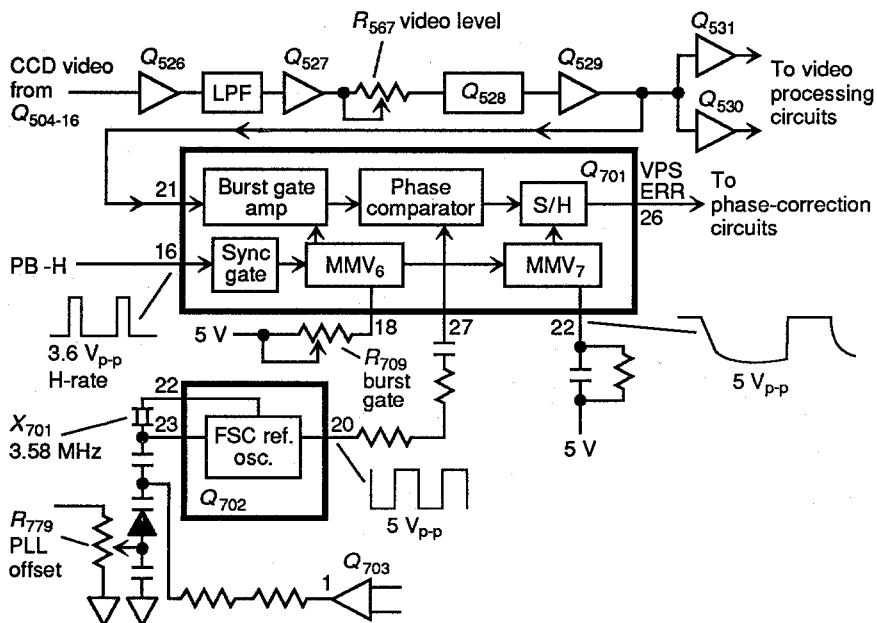 R567 video level
Q531
CCD video
from
Q504-16
Q526
LPF
Q527
Q528
Q529
Q530
To video
processing
circuits
21
Burst gate
amp
Phase
comparator
S/H
Q701
VPS
ERR
26
To
phase-correction
circuits
PB-H
16
Sync
gate
MMV6
MMV7
3.6 Vp-p
H-rate
5 V
18
R709
burst
gate
27
22
5 Vp-p
5 V
X701
3.58 MHz
22
23
FSC ref.
osc.
Q702
20
5 Vp-p
R779
PLL
offset
1
Q703